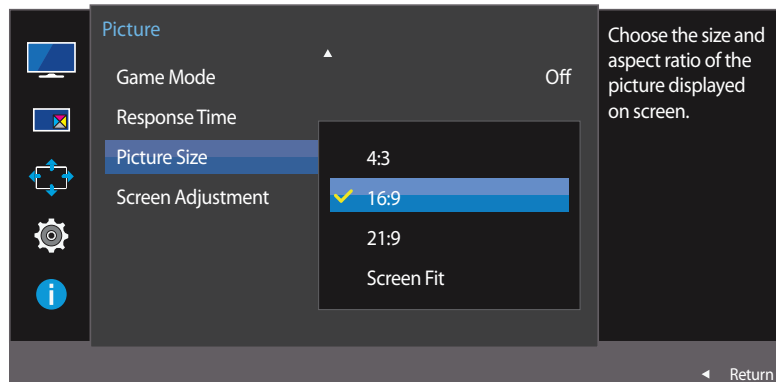 Picture
Game Mode Off
Response Time
Picture Size
Screen Adjustment
4:3
16:9
21:9
Screen Fit
Choose the size and
aspect ratio of the
picture displayed
on screen.
Return